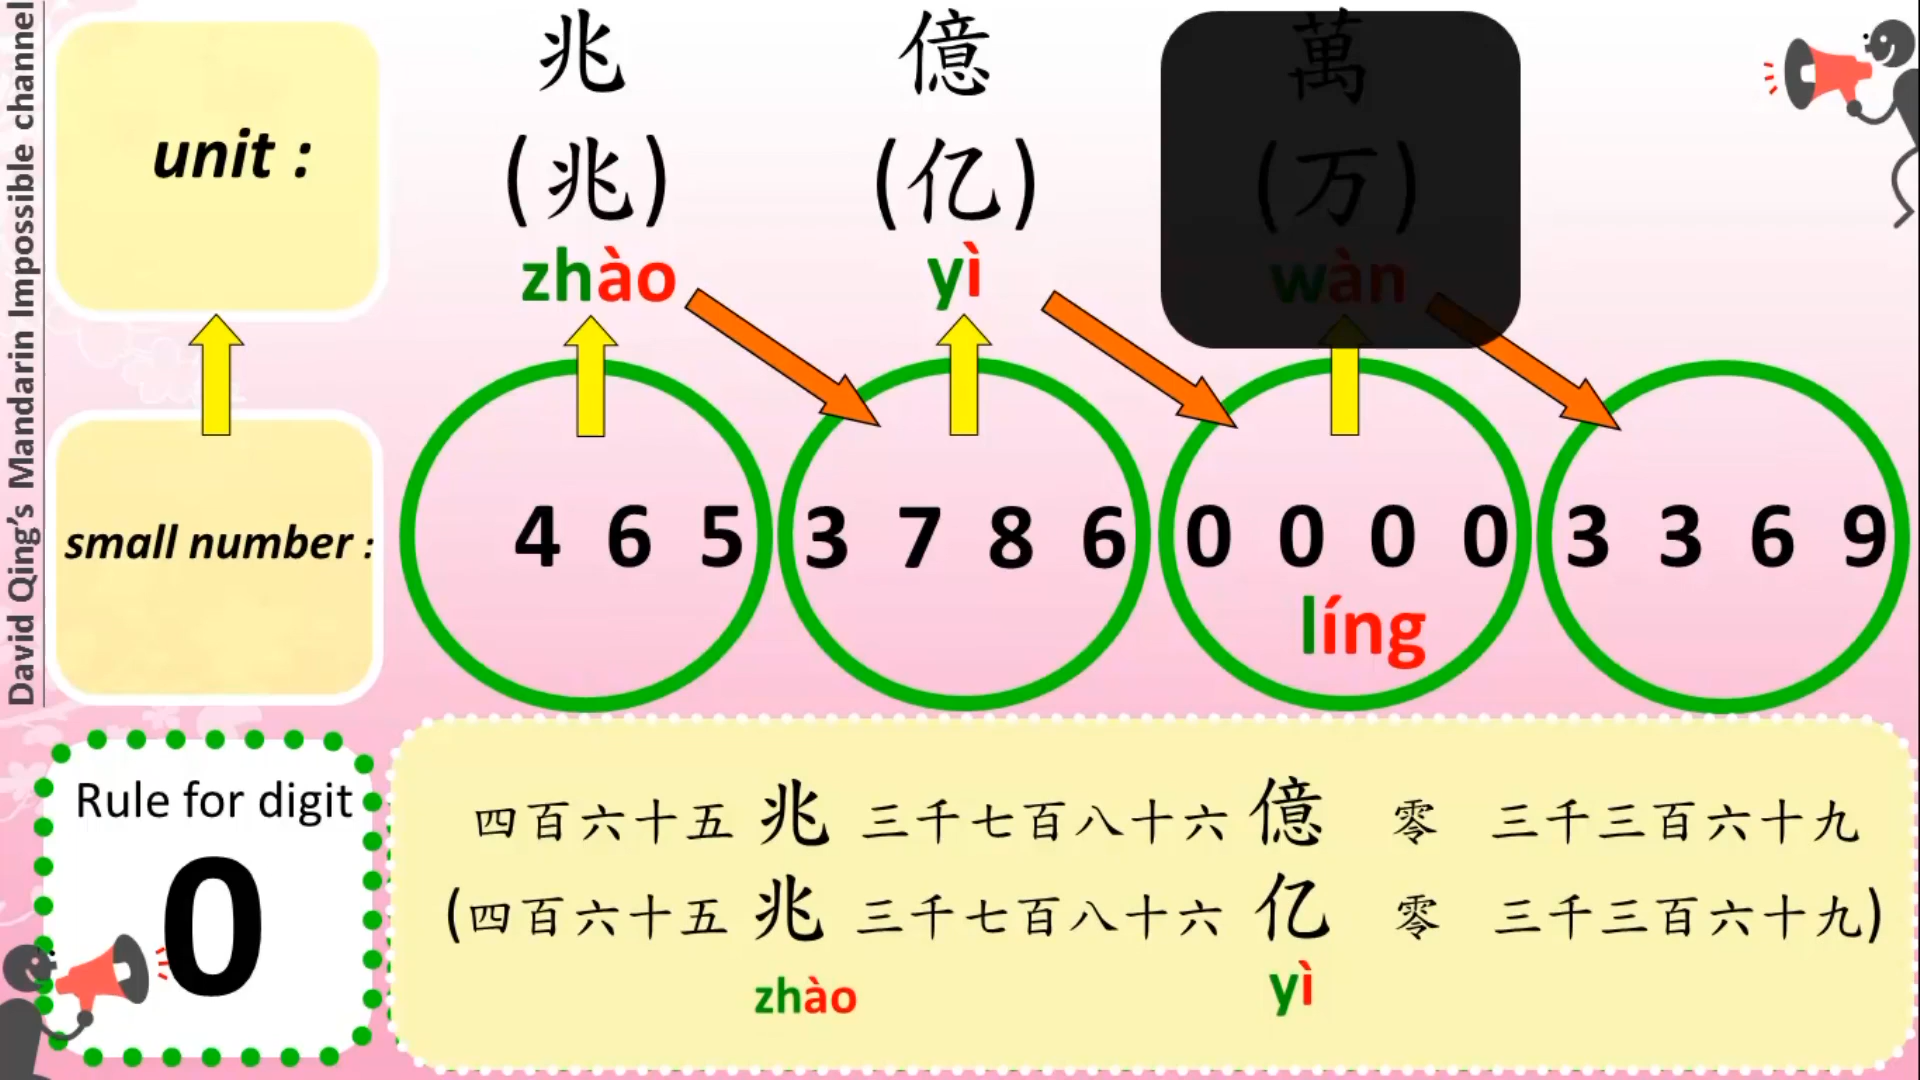 David Qing's Mandarin Impossible channel
unit :
兆 億 萬
(兆) (亿) (万)
zhào yì wàn
small number :
4 6 5 3 7 8 6 0 0 0 0 3 3 6 9
líng
Rule for digit
0
四百六十五 兆 三千七百八十六 億 零 三千三百六十九
(四百六十五 兆 三千七百八十六 亿 零 三千三百六十九)
zhào yì